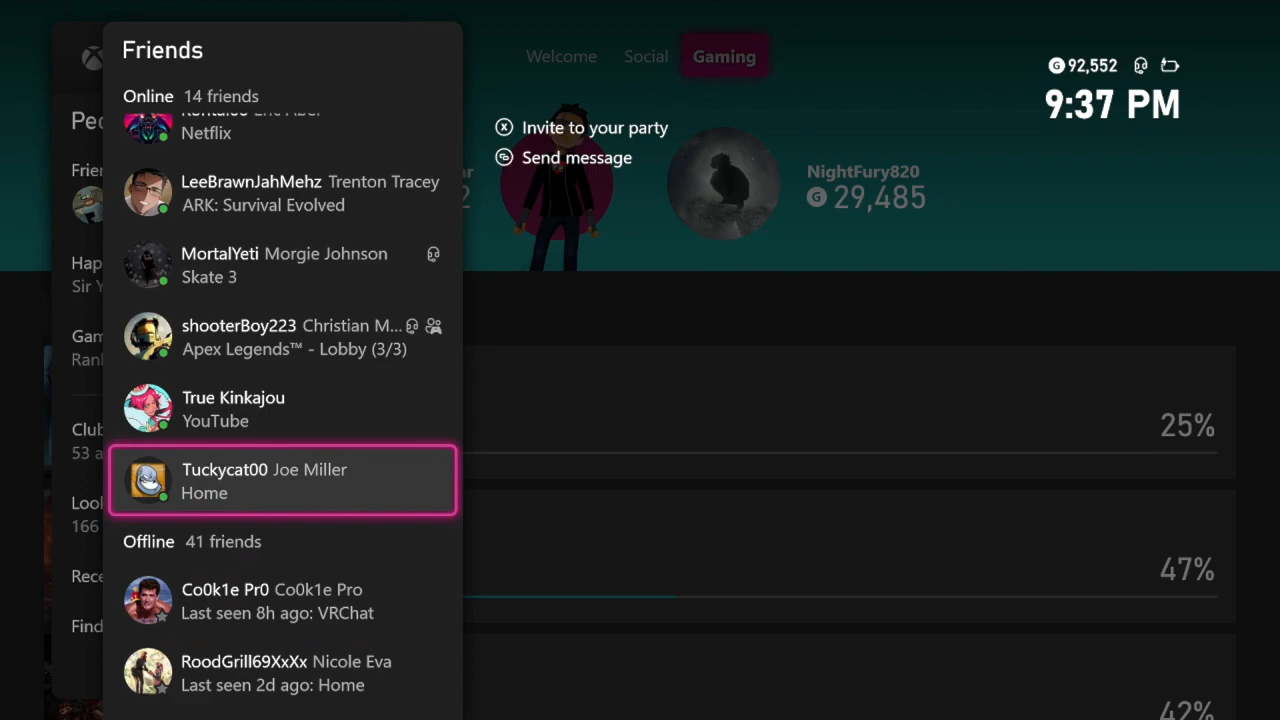 Friends
Online 14 friends
Netflix
LeeBrawnJahMehz Trenton Tracey
ARK: Survival Evolved
MortalYeti Morgie Johnson
Skate 3
shooterBoy223 Christian M...
Apex Legends™ - Lobby (3/3)
True Kinkajou
YouTube
Tuckycat00 Joe Miller
Home
Offline 41 friends
Co0k1e Pr0 Co0k1e Pro
Last seen 8h ago: VRChat
RoodGrill69XxXx Nicole Eva
Last seen 2d ago: Home
Welcome Social Gaming
Invite to your party
Send message
NightFury820
G 29,485
G 92,552
9:37 PM
25%
47%
42%
53 a
166